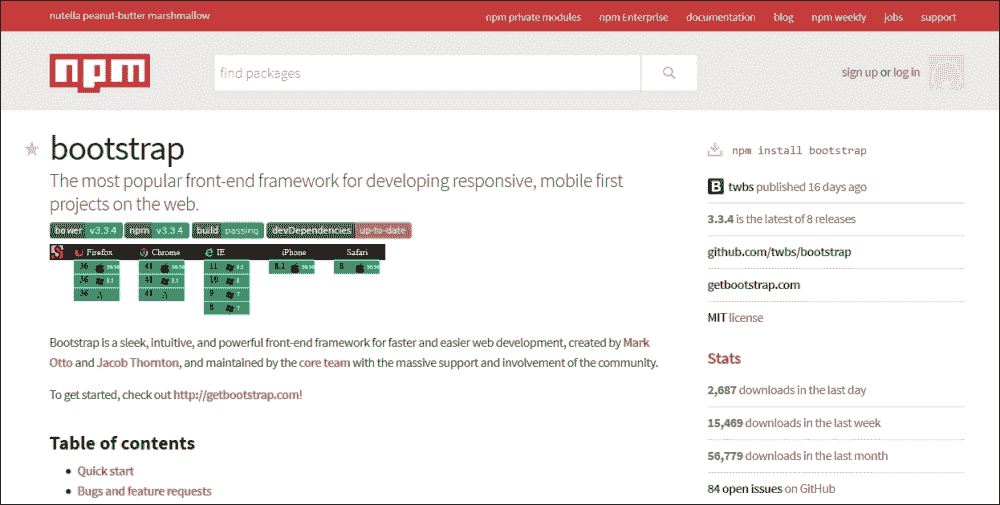 nutella peanut-butter marshmallow
npm private modules npm Enterprise documentation blog npm weekly jobs support
npm
find packages
sign up or log in
bootstrap
The most popular front-end framework for developing responsive, mobile first
projects on the web.
bower v3.3.4 npm v3.3.4 build passing devDependencies up-to-date
Firefox Chrome IE iPhone Safari
36 41 11 8.1 8
36 41 10
36 41 9
8
Bootstrap is a sleek, intuitive, and powerful front-end framework for faster and easier web development, created by Mark
Otto and Jacob Thornton, and maintained by the core team with the massive support and involvement of the community.
To get started, check out http://getbootstrap.com!
Table of contents
Quick start
Bugs and feature requests
npm install bootstrap
B twbs published 16 days ago
3.3.4 is the latest of 8 releases
github.com/twbs/bootstrap
getbootstrap.com
MIT license
Stats
2,687 downloads in the last day
15,469 downloads in the last week
56,779 downloads in the last month
84 open issues on GitHub